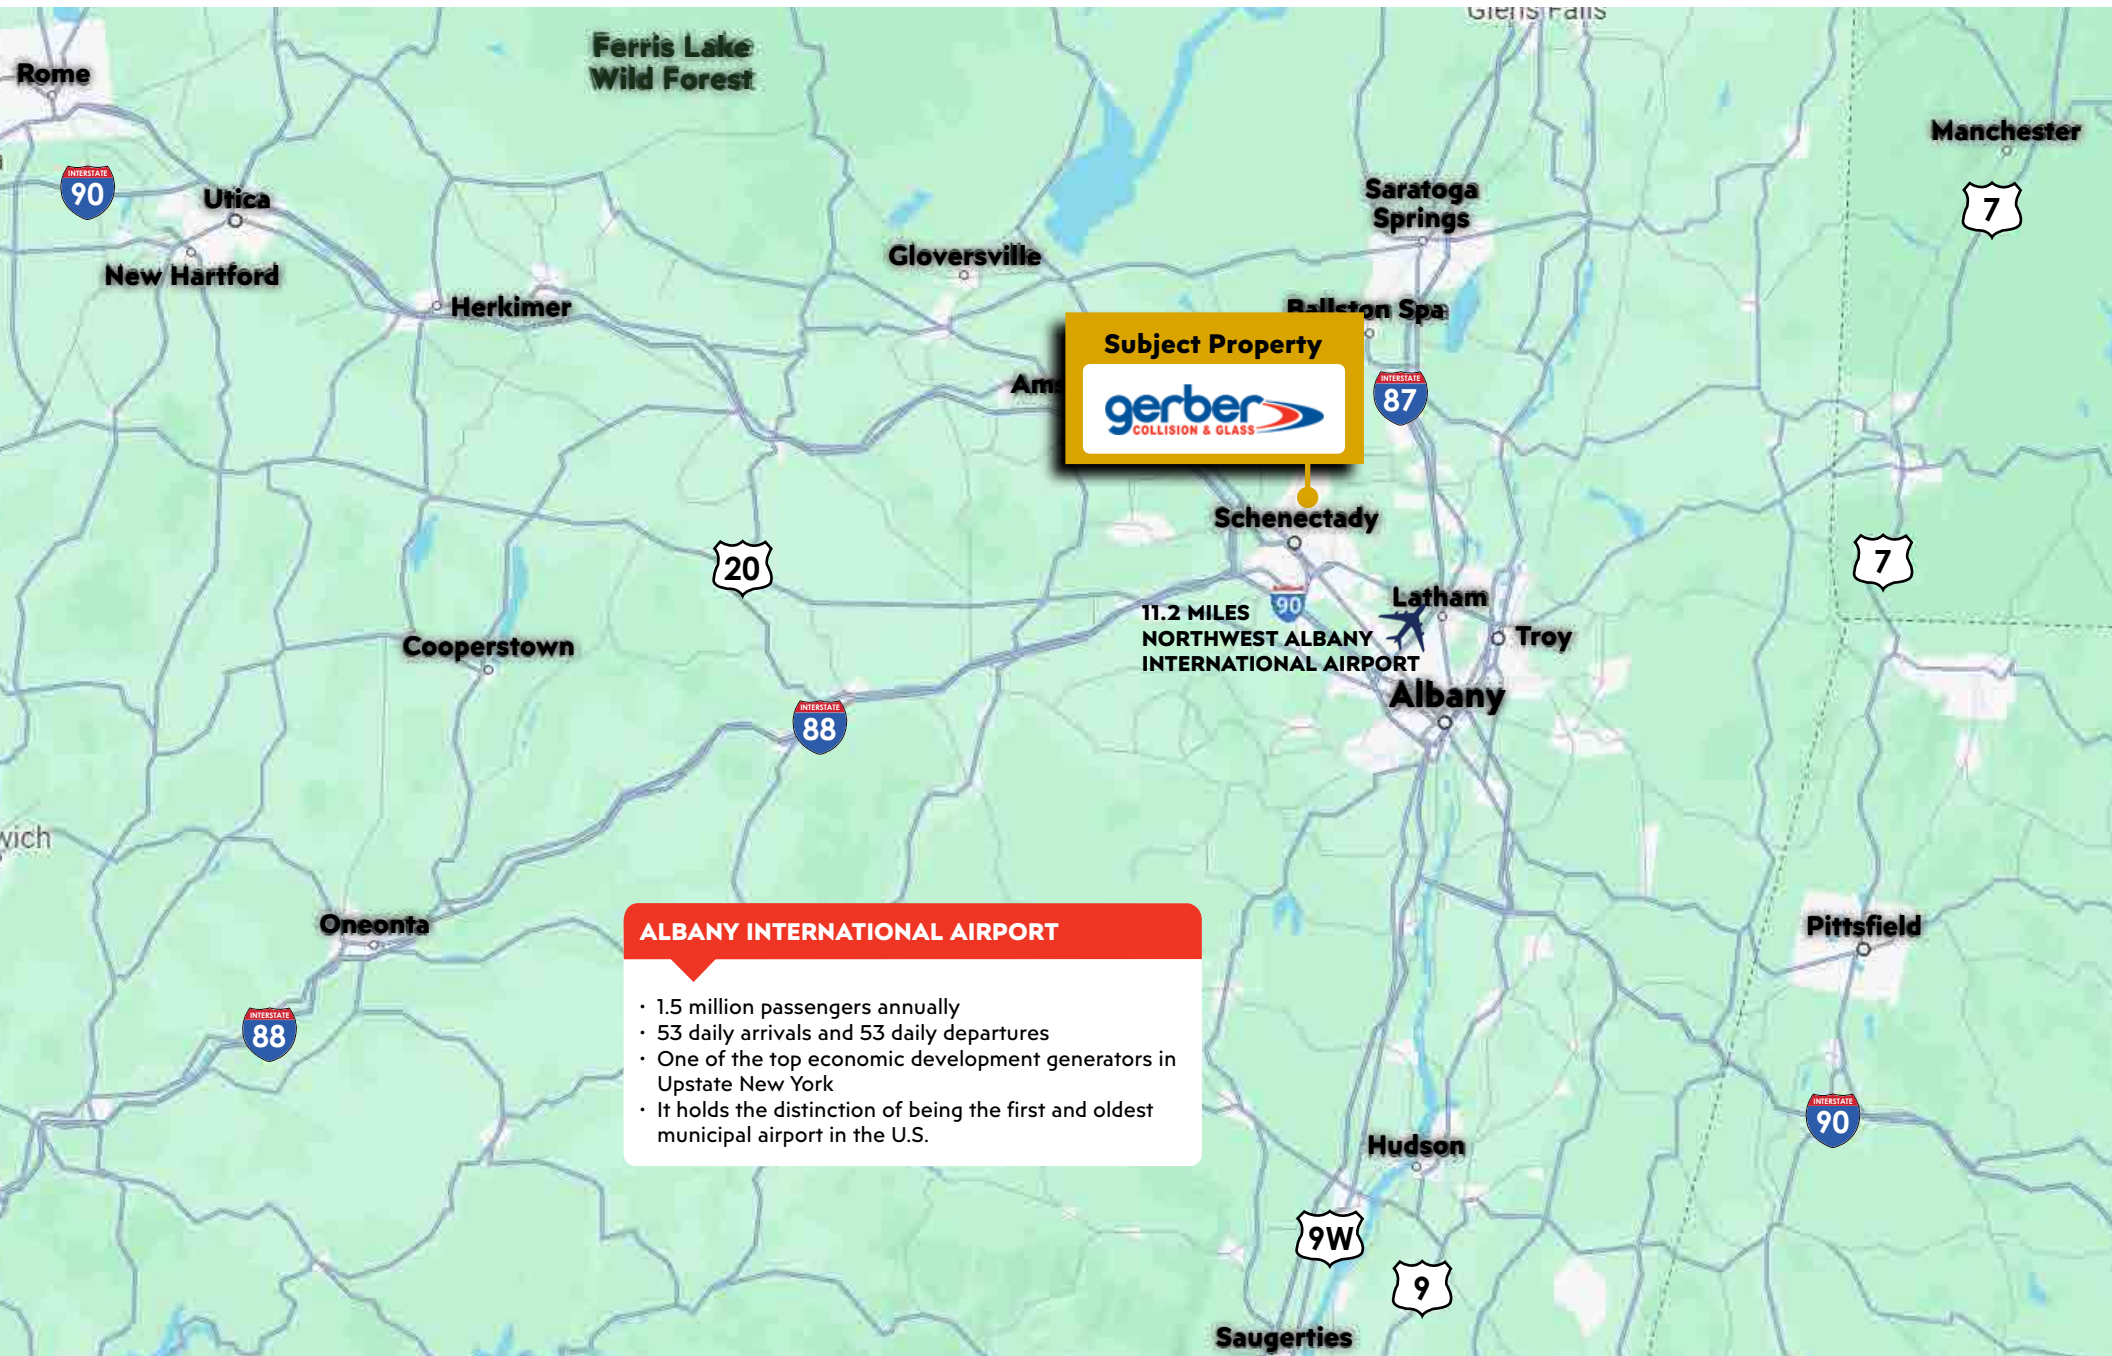 Glens Falls
Ferris Lake
Wild Forest
Rome
Manchester
INTERSTATE
90
Utica
7
Saratoga
Springs
New Hartford
Gloversville
Herkimer
Ballston Spa
Subject Property
gerber
COLLISION & GLASS
INTERSTATE
87
Schenectady
20
7
90
Latham
11.2 MILES
NORTHWEST ALBANY
INTERNATIONAL AIRPORT
Troy
Cooperstown
Albany
INTERSTATE
88
Oneonta
Pittsfield
ALBANY INTERNATIONAL AIRPORT
· 1.5 million passengers annually
· 53 daily arrivals and 53 daily departures
· One of the top economic development generators in
Upstate New York
· It holds the distinction of being the first and oldest
municipal airport in the U.S.
INTERSTATE
88
INTERSTATE
90
Hudson
9W
9
Saugerties